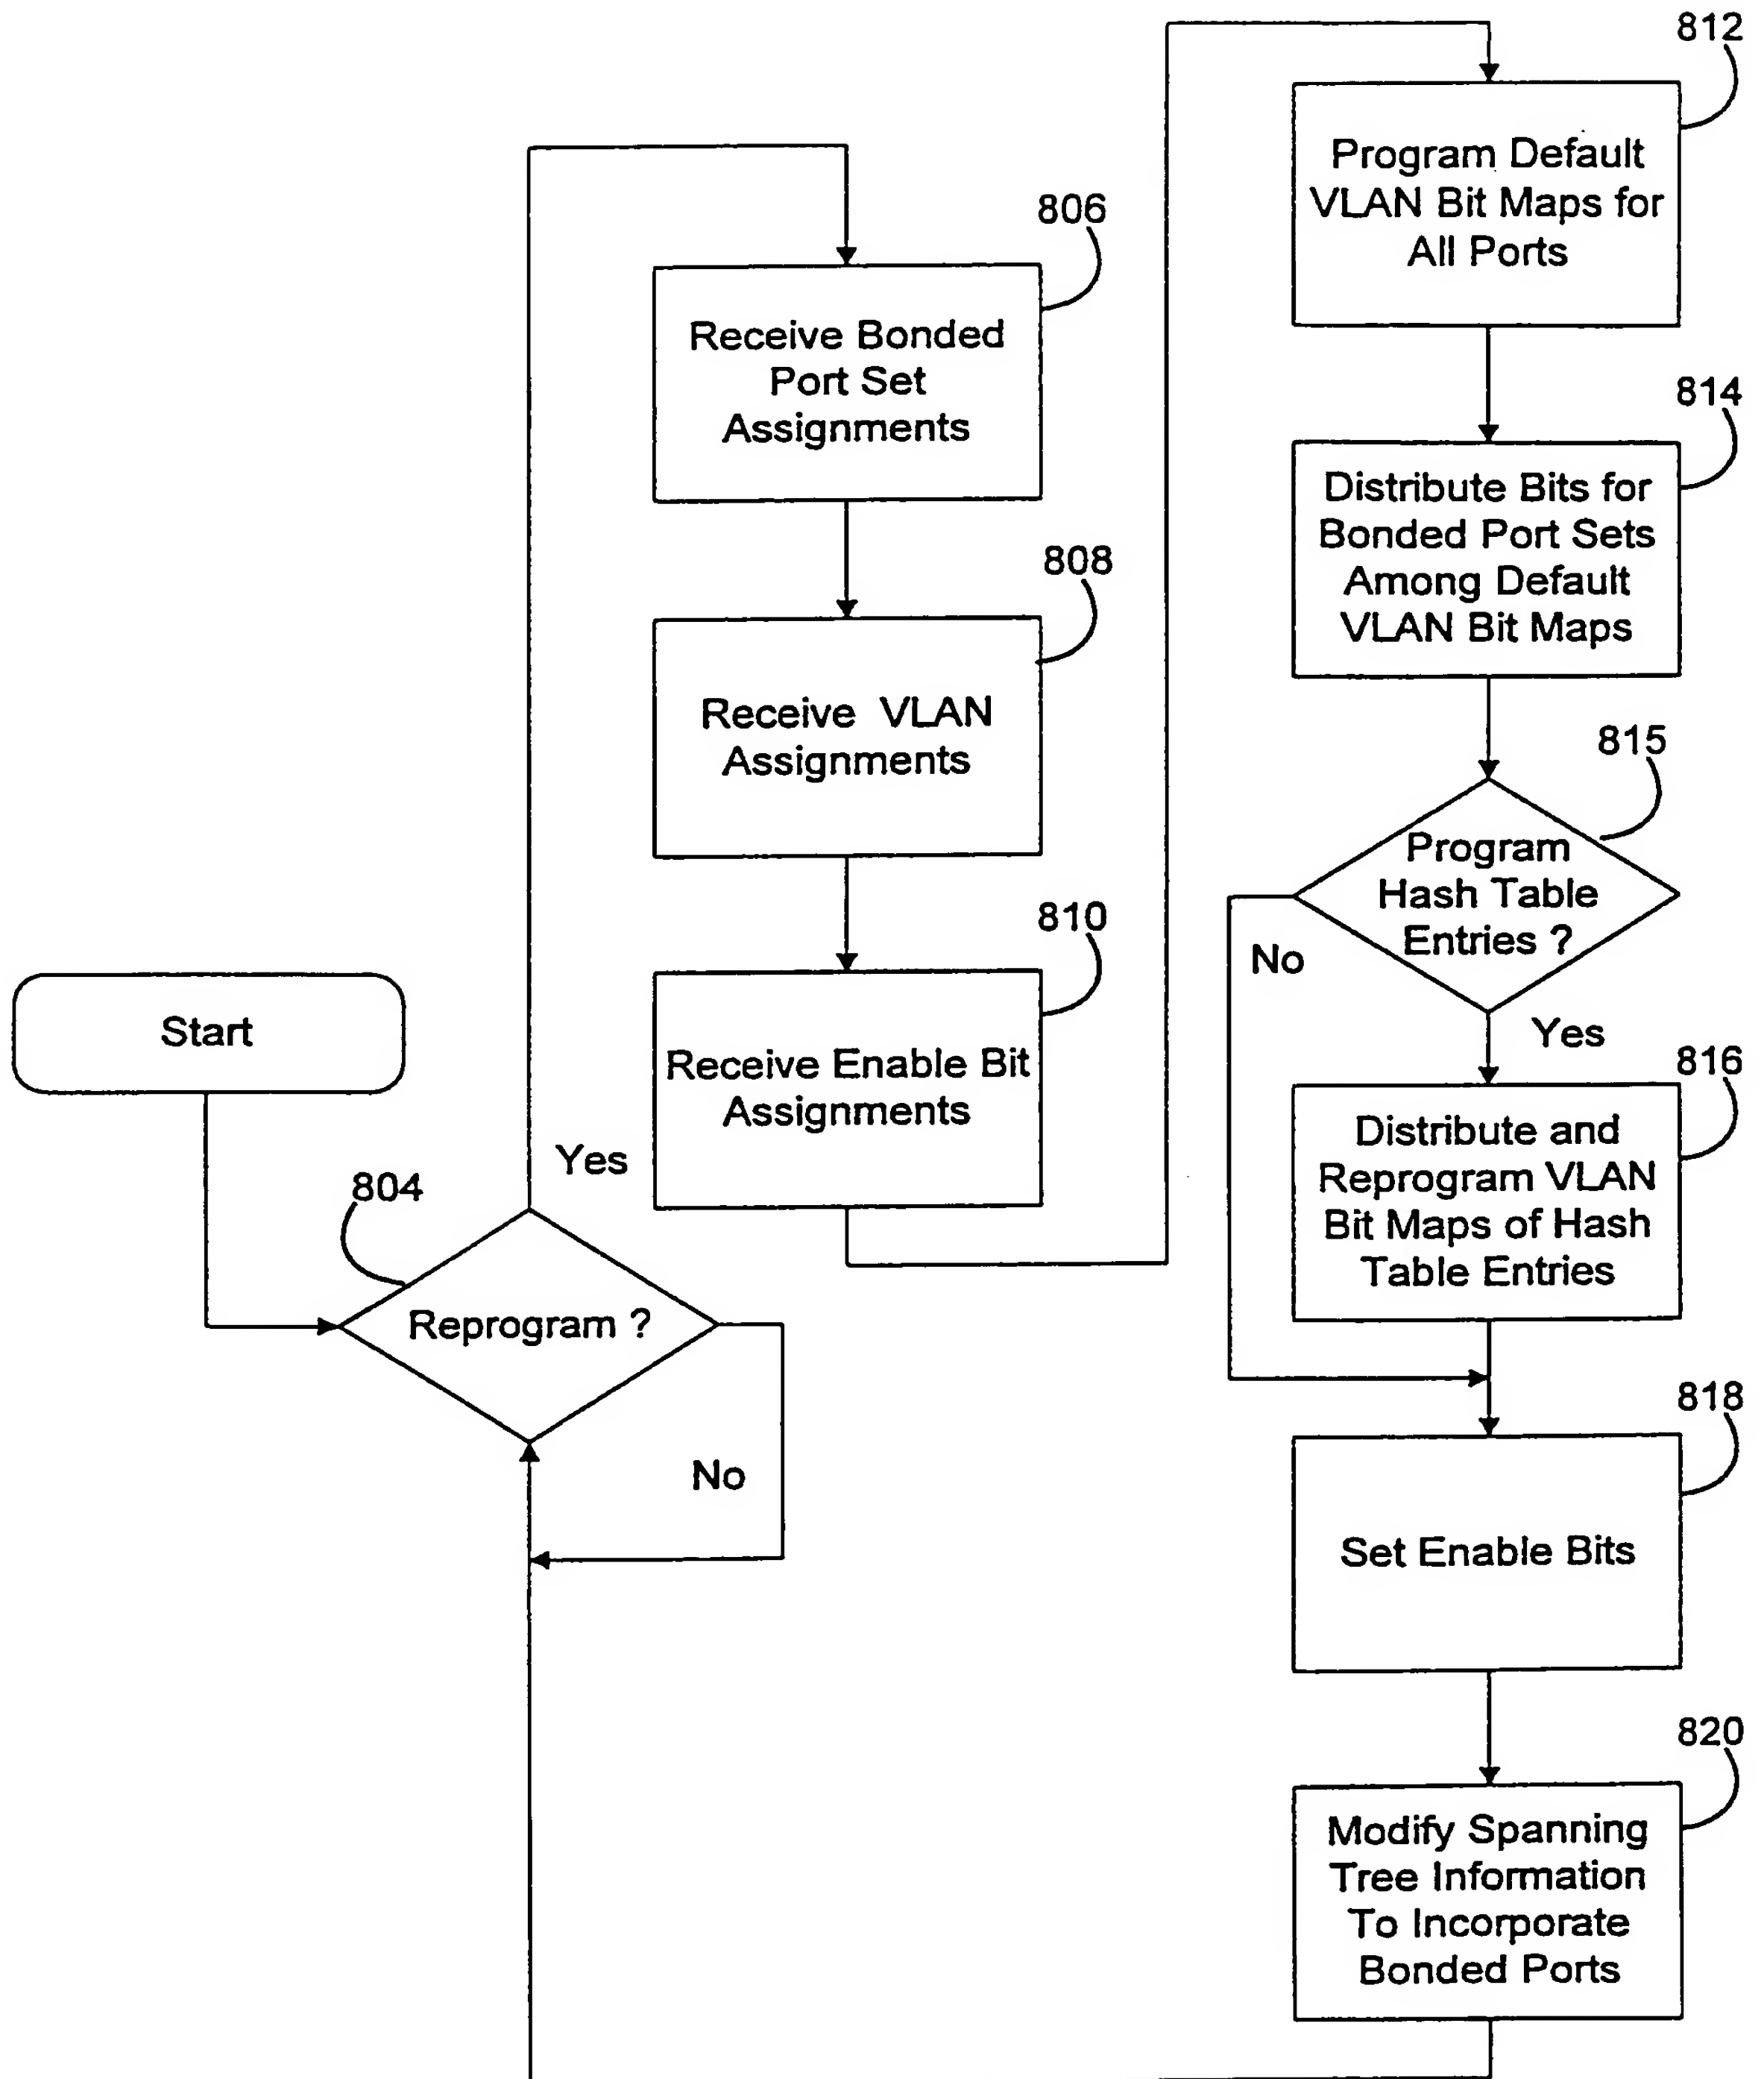 Start
804
Reprogram ?
Yes
No
806
Receive Bonded
Port Set
Assignments
808
Receive VLAN
Assignments
810
Receive Enable Bit
Assignments
812
Program Default
VLAN Bit Maps for
All Ports
814
Distribute Bits for
Bonded Port Sets
Among Default
VLAN Bit Maps
815
Program
Hash Table
Entries ?
No
Yes
816
Distribute and
Reprogram VLAN
Bit Maps of Hash
Table Entries
818
Set Enable Bits
820
Modify Spanning
Tree Information
To Incorporate
Bonded Ports